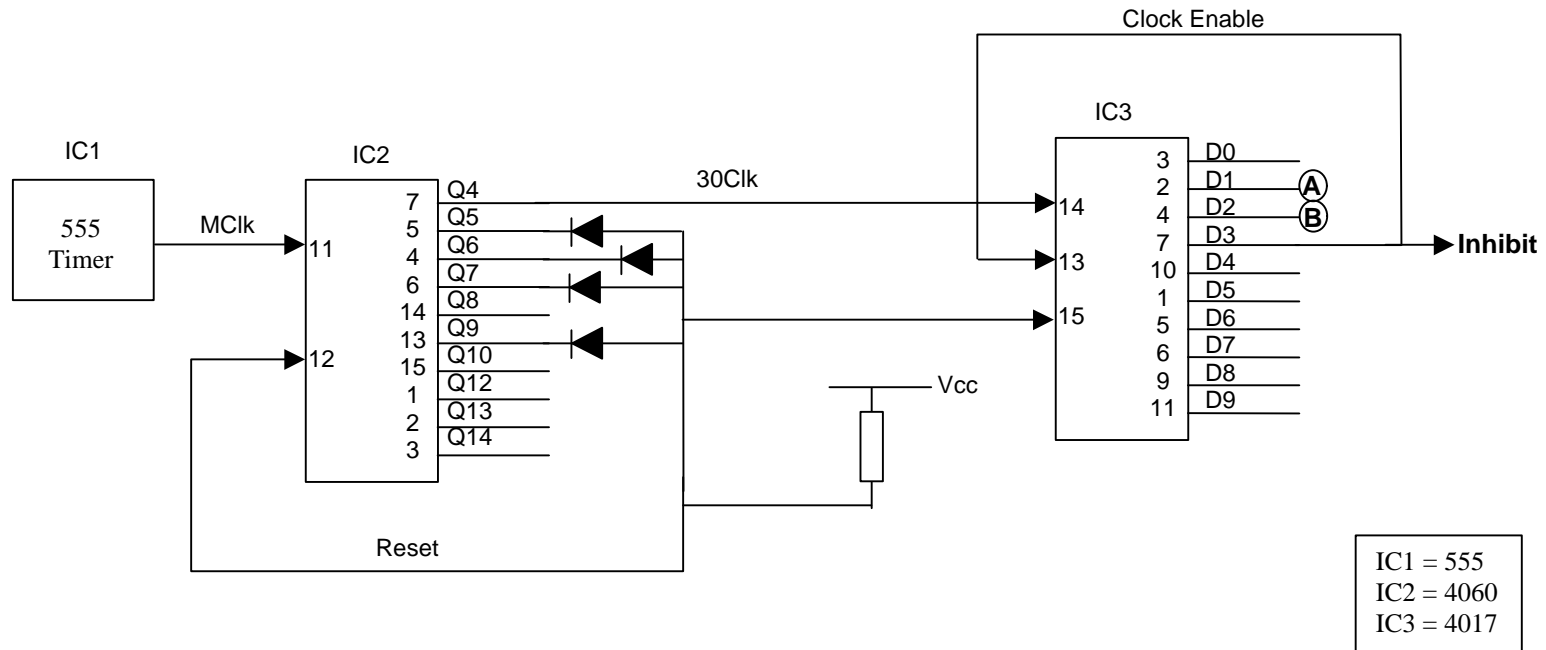 Clock Enable
IC1
555
Timer
MClk
IC2
11
12
7
5
4
6
14
13
15
1
2
3
Q4
Q5
Q6
Q7
Q8
Q9
Q10
Q12
Q13
Q14
30Clk
Reset
Vcc
IC3
14
13
15
3
2
4
7
10
1
5
6
9
11
D0
D1
D2
D3
D4
D5
D6
D7
D8
D9
A
B
Inhibit
IC1 = 555
IC2 = 4060
IC3 = 4017